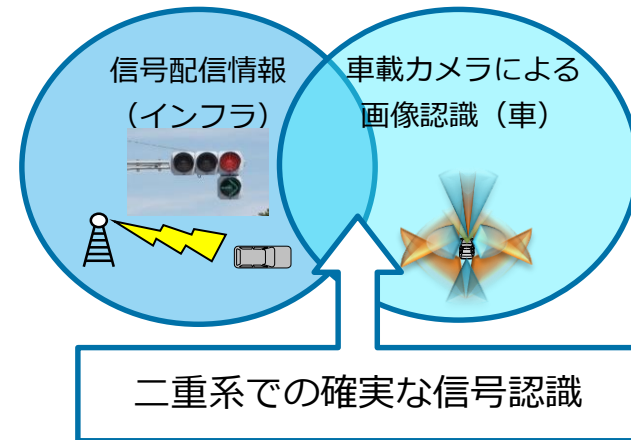 信号配信情報
（インフラ）
車載カメラによる
画像認識（車）
二重系での確実な信号認識